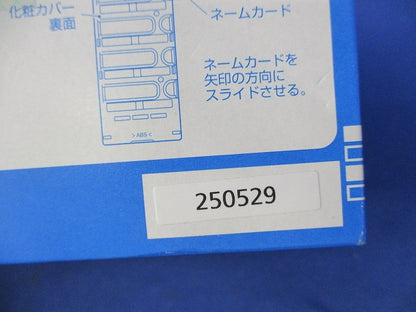 化粧カバー
裏面
ネームカード
ネームカードを
矢印の方向に
スライドさせる。
>ABS<
250529